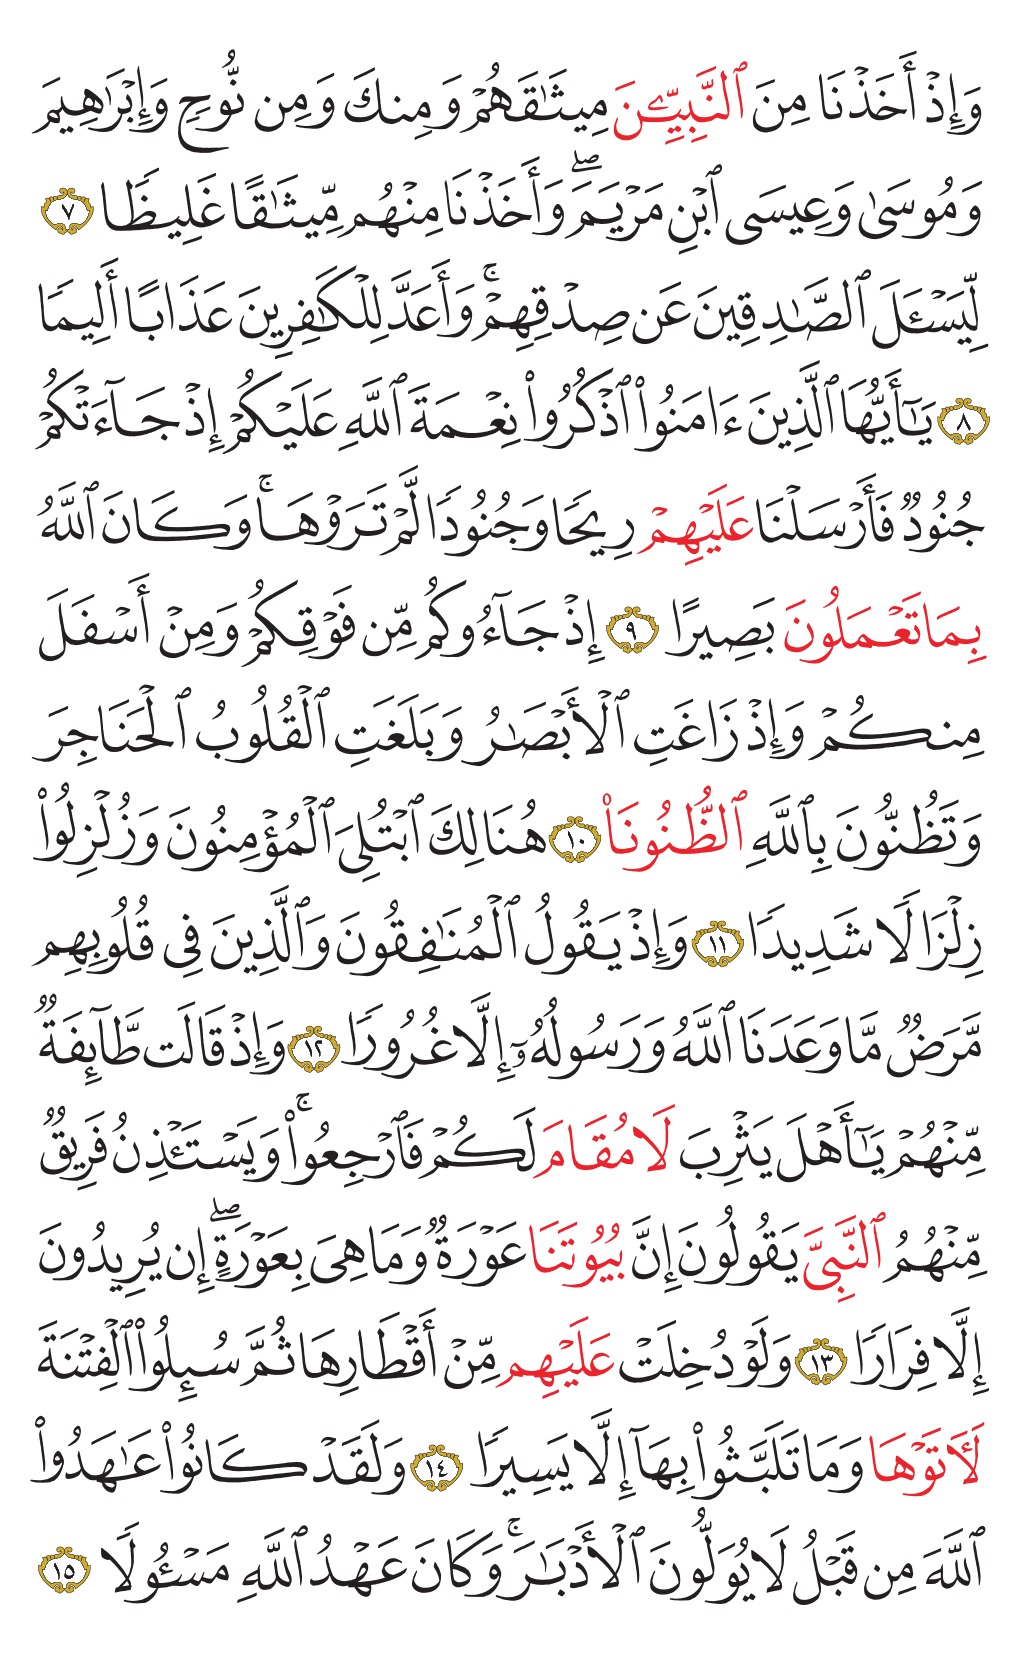 وَإِذْ أَخَذْنَا مِنَ ٱلنَّبِيِّـۧنَ مِيثَٰقَهُمْ وَمِنكَ وَمِن نُّوحٍ وَإِبْرَٰهِيمَ
وَمُوسَىٰ وَعِيسَى ٱبْنِ مَرْيَمَۖ وَأَخَذْنَا مِنْهُم مِّيثَٰقًا غَلِيظًا ٧
لِّيَسْـَٔلَ ٱلصَّٰدِقِينَ عَن صِدْقِهِمْۚ وَأَعَدَّ لِلْكَٰفِرِينَ عَذَابًا أَلِيمًا
٨ يَٰٓأَيُّهَا ٱلَّذِينَ ءَامَنُوا۟ ٱذْكُرُوا۟ نِعْمَةَ ٱللَّهِ عَلَيْكُمْ إِذْ جَآءَتْكُمْ
جُنُودٌ فَأَرْسَلْنَا عَلَيْهِمْ رِيحًا وَجُنُودًا لَّمْ تَرَوْهَاۚ وَكَانَ ٱللَّهُ
بِمَا تَعْمَلُونَ بَصِيرًا ٩ إِذْ جَآءُوكُم مِّن فَوْقِكُمْ وَمِنْ أَسْفَلَ
مِنكُمْ وَإِذْ زَاغَتِ ٱلْأَبْصَٰرُ وَبَلَغَتِ ٱلْقُلُوبُ ٱلْحَنَاجِرَ
وَتَظُنُّونَ بِٱللَّهِ ٱلظُّنُونَا۠ ١٠ هُنَالِكَ ٱبْتُلِيَ ٱلْمُؤْمِنُونَ وَزُلْزِلُوا۟
زِلْزَالًا شَدِيدًا ١١ وَإِذْ يَقُولُ ٱلْمُنَٰفِقُونَ وَٱلَّذِينَ فِي قُلُوبِهِم
مَّرَضٌ مَّا وَعَدَنَا ٱللَّهُ وَرَسُولُهُۥٓ إِلَّا غُرُورًا ١٢ وَإِذْ قَالَت طَّآئِفَةٌ
مِّنْهُمْ يَٰٓأَهْلَ يَثْرِبَ لَا مُقَامَ لَكُمْ فَٱرْجِعُوا۟ۚ وَيَسْتَـْٔذِنُ فَرِيقٌ
مِّنْهُمُ ٱلنَّبِيَّ يَقُولُونَ إِنَّ بُيُوتَنَا عَوْرَةٌ وَمَا هِيَ بِعَوْرَةٍۖ إِن يُرِيدُونَ
إِلَّا فِرَارًا ١٣ وَلَوْ دُخِلَتْ عَلَيْهِم مِّنْ أَقْطَارِهَا ثُمَّ سُئِلُوا۟ ٱلْفِتْنَةَ
لَأٓتَوْهَا وَمَا تَلَبَّثُوا۟ بِهَآ إِلَّا يَسِيرًا ١٤ وَلَقَدْ كَانُوا۟ عَٰهَدُوا۟
ٱللَّهَ مِن قَبْلُ لَا يُوَلُّونَ ٱلْأَدْبَٰرَۚ وَكَانَ عَهْدُ ٱللَّهِ مَسْـُٔولًا ١٥